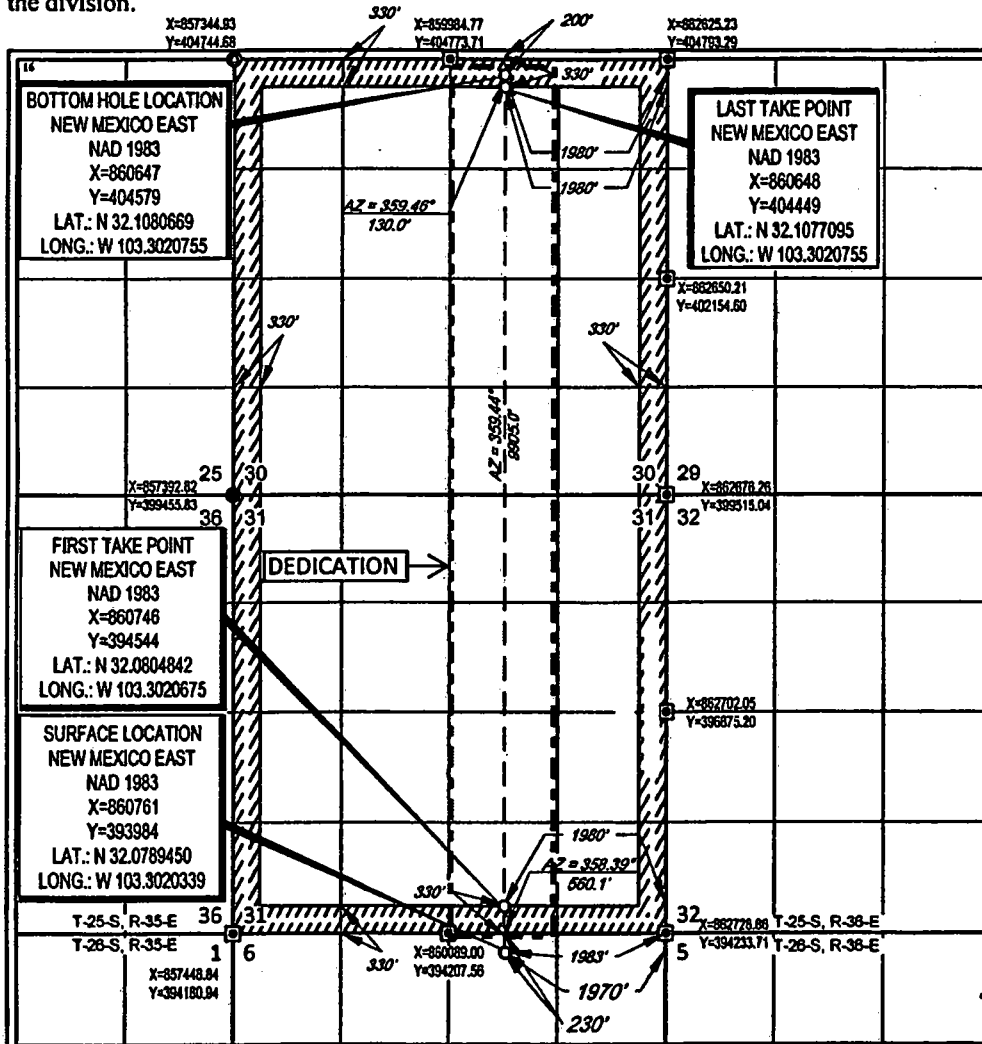 the division.
X=857344.93
Y=404744.68
330'
X=859984.77
Y=404773.71
200'
X=862625.23
Y=404793.29
16
330'
BOTTOM HOLE LOCATION
NEW MEXICO EAST
NAD 1983
X=860647
Y=404579
LAT.: N 32.1080669
LONG.: W 103.3020755
LAST TAKE POINT
NEW MEXICO EAST
NAD 1983
X=860648
Y=404449
LAT.: N 32.1077095
LONG.: W 103.3020755
1980'
1980'
AZ = 359.46°
130.0'
X=862650.21
Y=402154.60
330'
330'
AZ = 359.44°
9905.0'
25 30
30 29
X=857392.82
Y=399455.83
X=862676.26
Y=399515.04
36 31
31 32
FIRST TAKE POINT
NEW MEXICO EAST
NAD 1983
X=860746
Y=394544
LAT.: N 32.0804842
LONG.: W 103.3020675
DEDICATION
X=862702.05
Y=396875.20
SURFACE LOCATION
NEW MEXICO EAST
NAD 1983
X=860761
Y=393984
LAT.: N 32.0789450
LONG.: W 103.3020339
1980'
AZ = 358.39°
560.1'
330'
T-25-S, R-35-E
36 31
32
X=862726.86
Y=394233.71
T-25-S, R-36-E
T-26-S, R-35-E
1 6
5
T-26-S, R-36-E
330'
X=860089.00
Y=394207.56
1983'
X=857448.84
Y=394180.94
1970'
230'